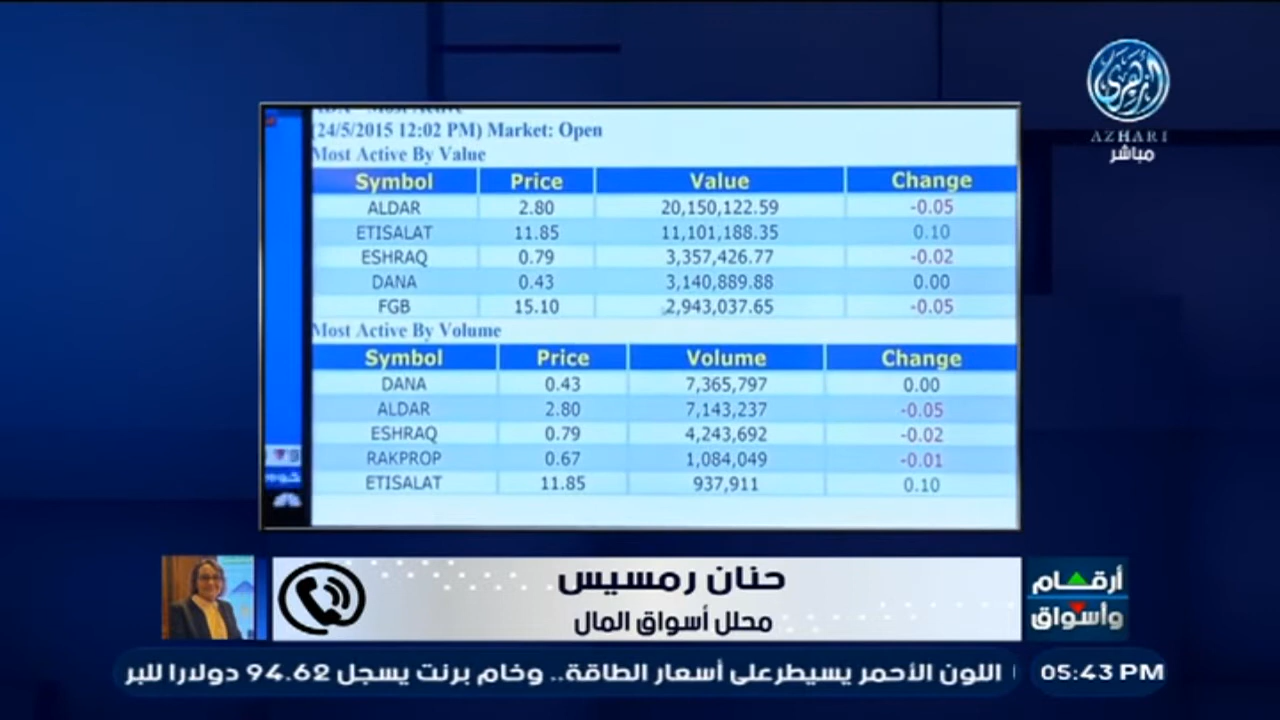 الأزهري
AZHARI
مباشر
(24/5/2015 12:02 PM) Market: Open
Most Active By Value
Symbol Price Value Change
ALDAR 2.80 20,150,122.59 -0.05
ETISALAT 11.85 11,101,188.35 0.10
ESHRAQ 0.79 3,357,426.77 -0.02
DANA 0.43 3,140,889.88 0.00
FGB 15.10 2,943,037.65 -0.05
Most Active By Volume
Symbol Price Volume Change
DANA 0.43 7,365,797 0.00
ALDAR 2.80 7,143,237 -0.05
ESHRAQ 0.79 4,243,692 -0.02
RAKPROP 0.67 1,084,049 -0.01
ETISALAT 11.85 937,911 0.10
حنان رمسيس
محلل أسواق المال
أرقام
وأسواق
05:43 PM
اللون الأحمر يسيطر على أسعار الطاقة.. وخام برنت يسجل 94.62 دولارا للبر